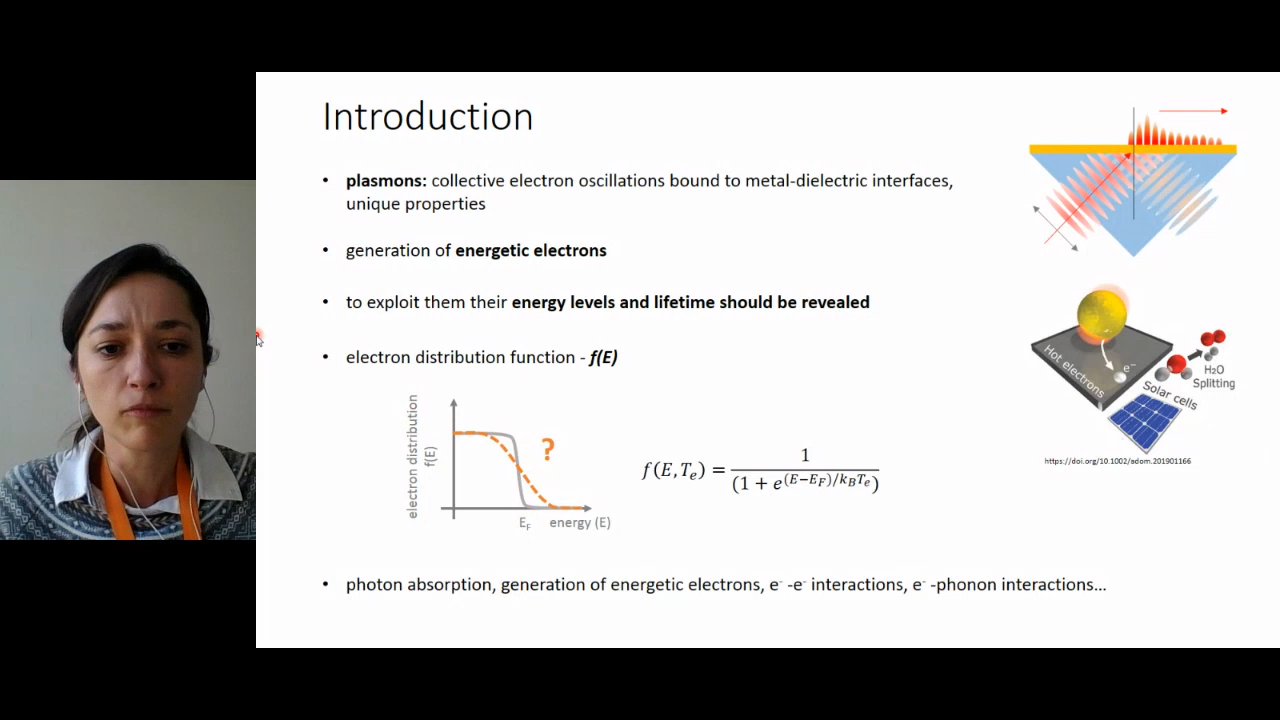 Introduction
• plasmons: collective electron oscillations bound to metal-dielectric interfaces,
unique properties
• generation of energetic electrons
• to exploit them their energy levels and lifetime should be revealed
• electron distribution function - f(E)
electron distribution
f(E)
?
E_F
energy (E)
f(E, T_e) = 1 / (1 + e^{(E−E_F)/k_B T_e})
• photon absorption, generation of energetic electrons, e⁻ -e⁻ interactions, e⁻ -phonon interactions...
Hot electrons
e⁻
H₂O
Splitting
Solar cells
https://doi.org/10.1002/adom.201901166